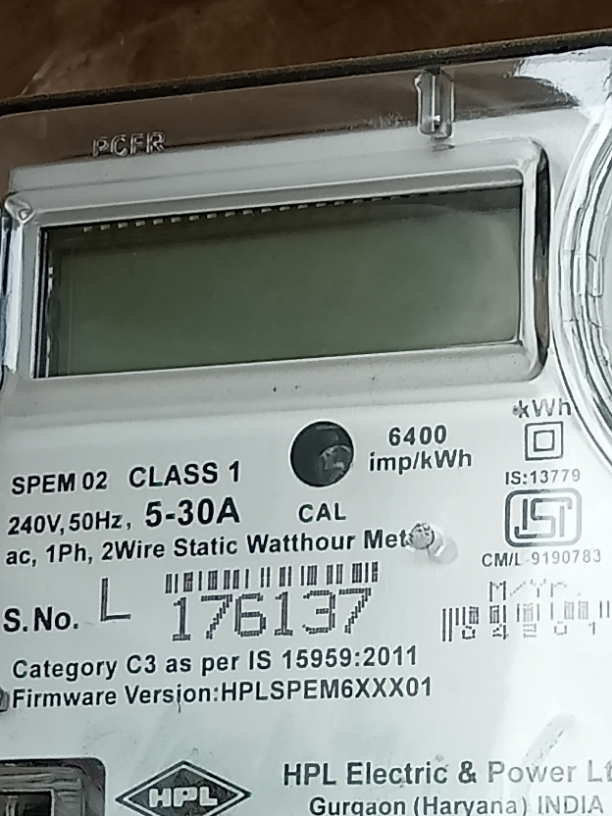 PCFR
*kWh
6400
imp/kWh
CAL
IS:13779
ISI
CM/L-9190783
SPEM 02 CLASS 1
240V,50Hz, 5-30A
ac, 1Ph, 2Wire Static Watthour
S.No. L 176137
M/Yr.
Category C3 as per IS 15959:2011
Firmware Version:HPLSPEM6XXX01
HPL
HPL Electric & Power
Gurgaon (Haryana) INDIA